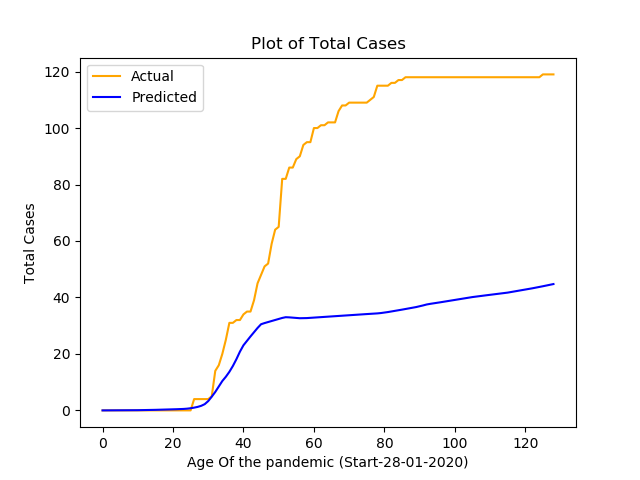 Plot of Total Cases
Actual
Predicted
Total Cases
120
100
80
60
40
20
0
0 20 40 60 80 100 120
Age Of the pandemic (Start-28-01-2020)